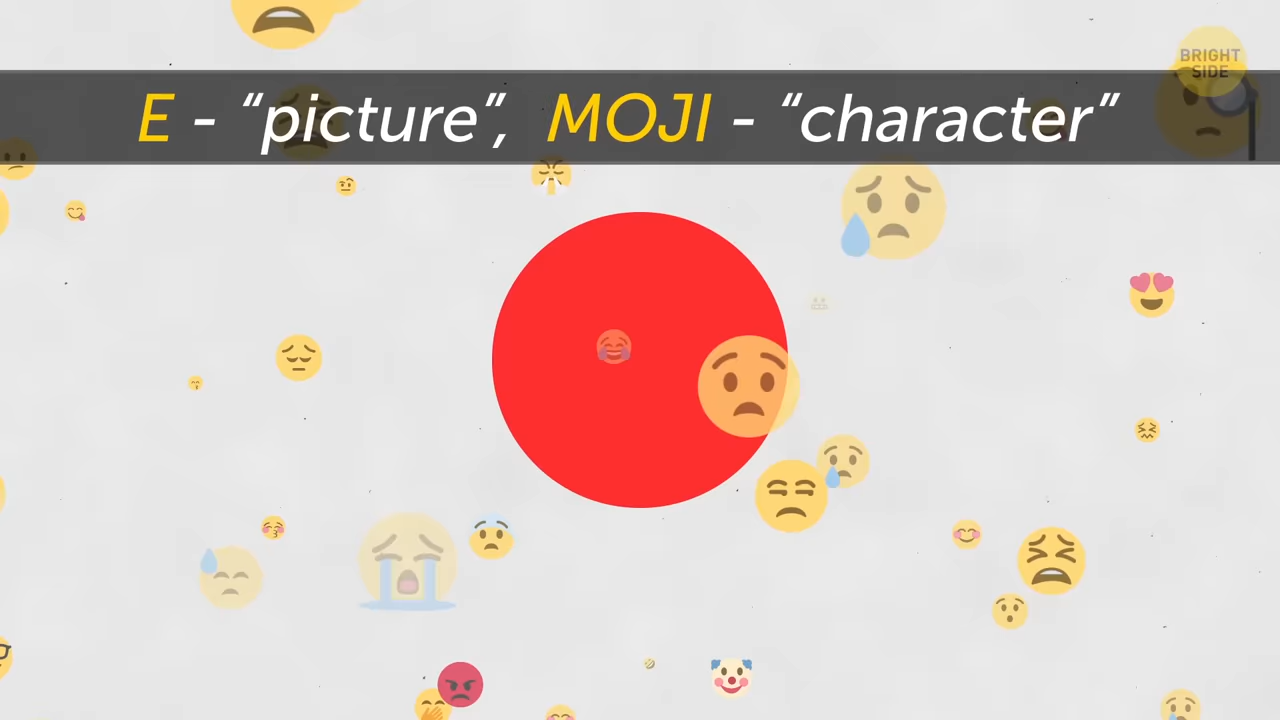 E - “picture”, MOJI - “character”
BRIGHT
SIDE